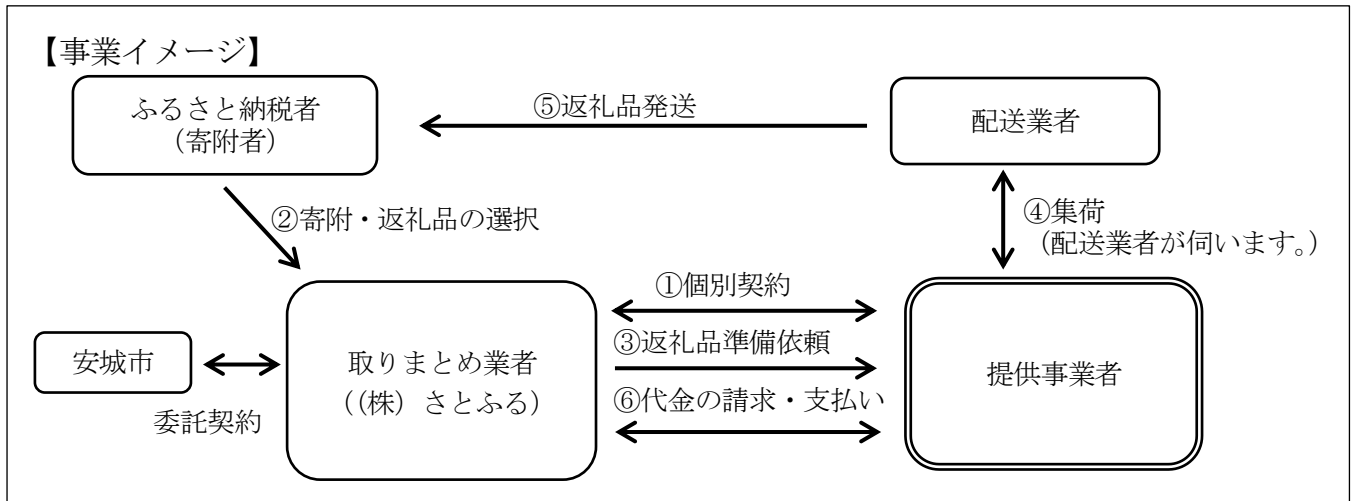 【事業イメージ】
ふるさと納税者
（寄附者）
⑤返礼品発送
配送業者
②寄附・返礼品の選択
④集荷
（配送業者が伺います。）
①個別契約
安城市
取りまとめ業者
（（株）さとふる）
③返礼品準備依頼
提供事業者
⑥代金の請求・支払い
委託契約